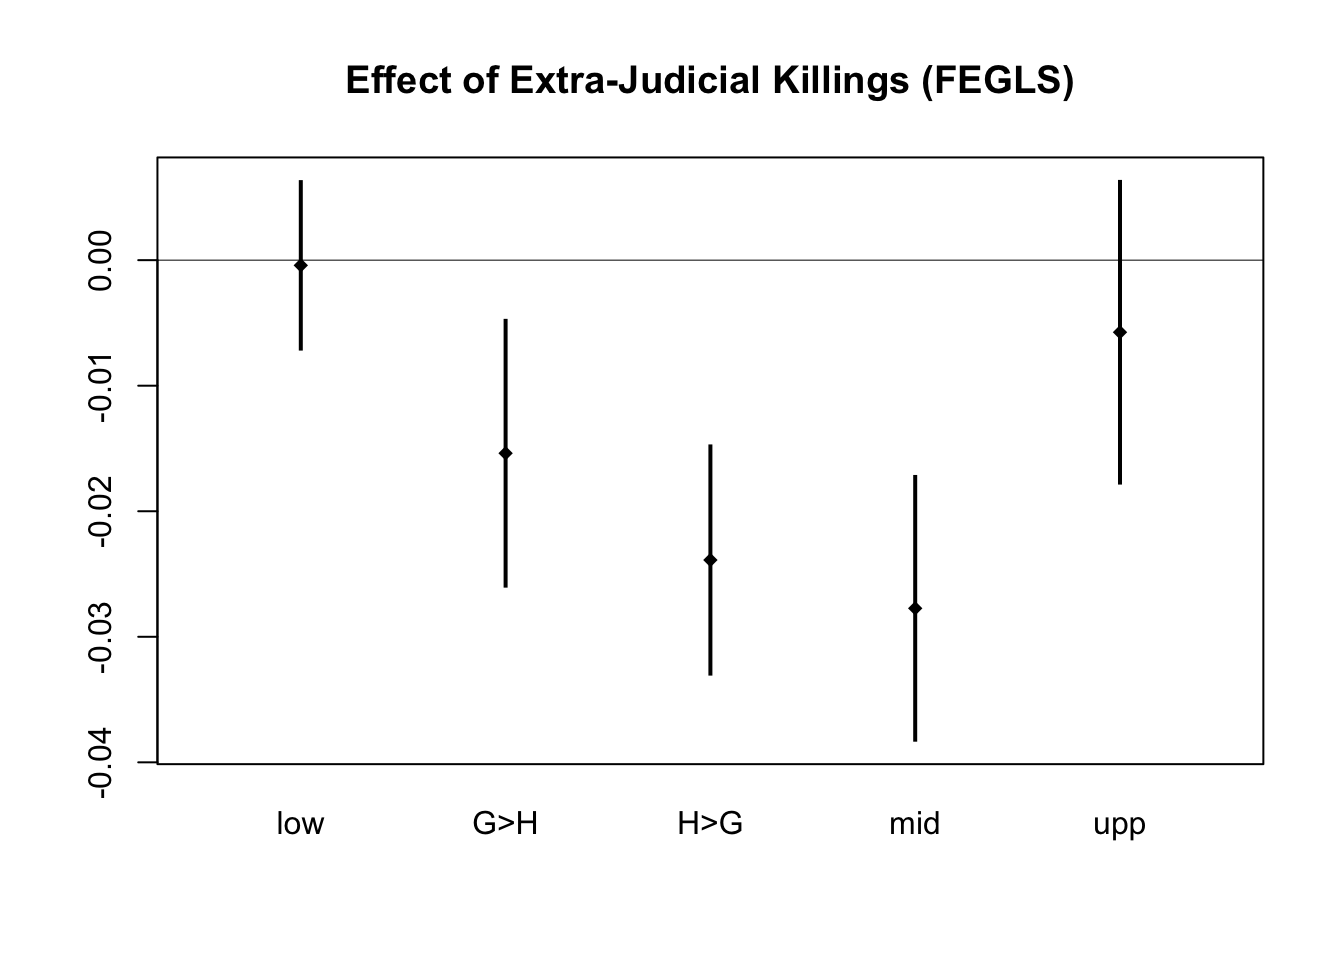 Effect of Extra-Judicial Killings (FEGLS)
0.00
-0.01
-0.02
-0.03
-0.04
low G>H H>G mid upp